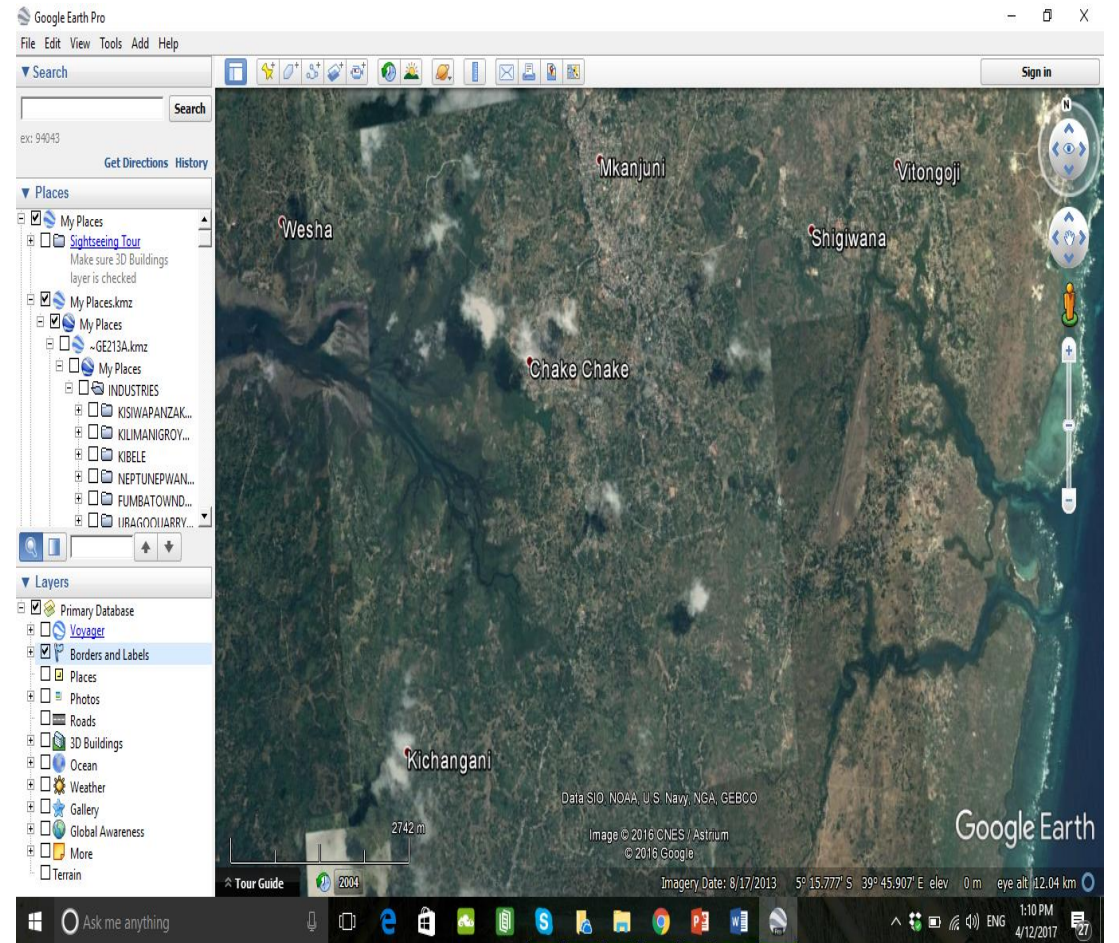 Google Earth Pro
File Edit View Tools Add Help
▼ Search
Sign in
Search
ex: 94043
Get Directions History
▼ Places
My Places
Sightseeing Tour
Make sure 3D Buildings
layer is checked
My Places.kmz
My Places
~GE213A.kmz
My Places
INDUSTRIES
KISIWAPANZAK...
KILIMANIGROY...
KIBELE
NEPTUNEPWAN...
FUMBATOWND...
UBAGOQUARRY...
▼ Layers
Primary Database
Voyager
Borders and Labels
Places
Photos
Roads
3D Buildings
Ocean
Weather
Gallery
Global Awareness
More
Terrain
N
Mkanjuni
Vitongoji
Wesha
Shigiwana
Chake Chake
Kichangani
Data SIO, NOAA, U.S. Navy, NGA, GEBCO
2742 m
Image © 2016 CNES / Astrium
© 2016 Google
Google Earth
Tour Guide
2004
Imagery Date: 8/17/2013 5° 15.777' S 39° 45.907' E elev 0 m eye alt 12.04 km
Ask me anything
ENG
1:10 PM
4/12/2017
27